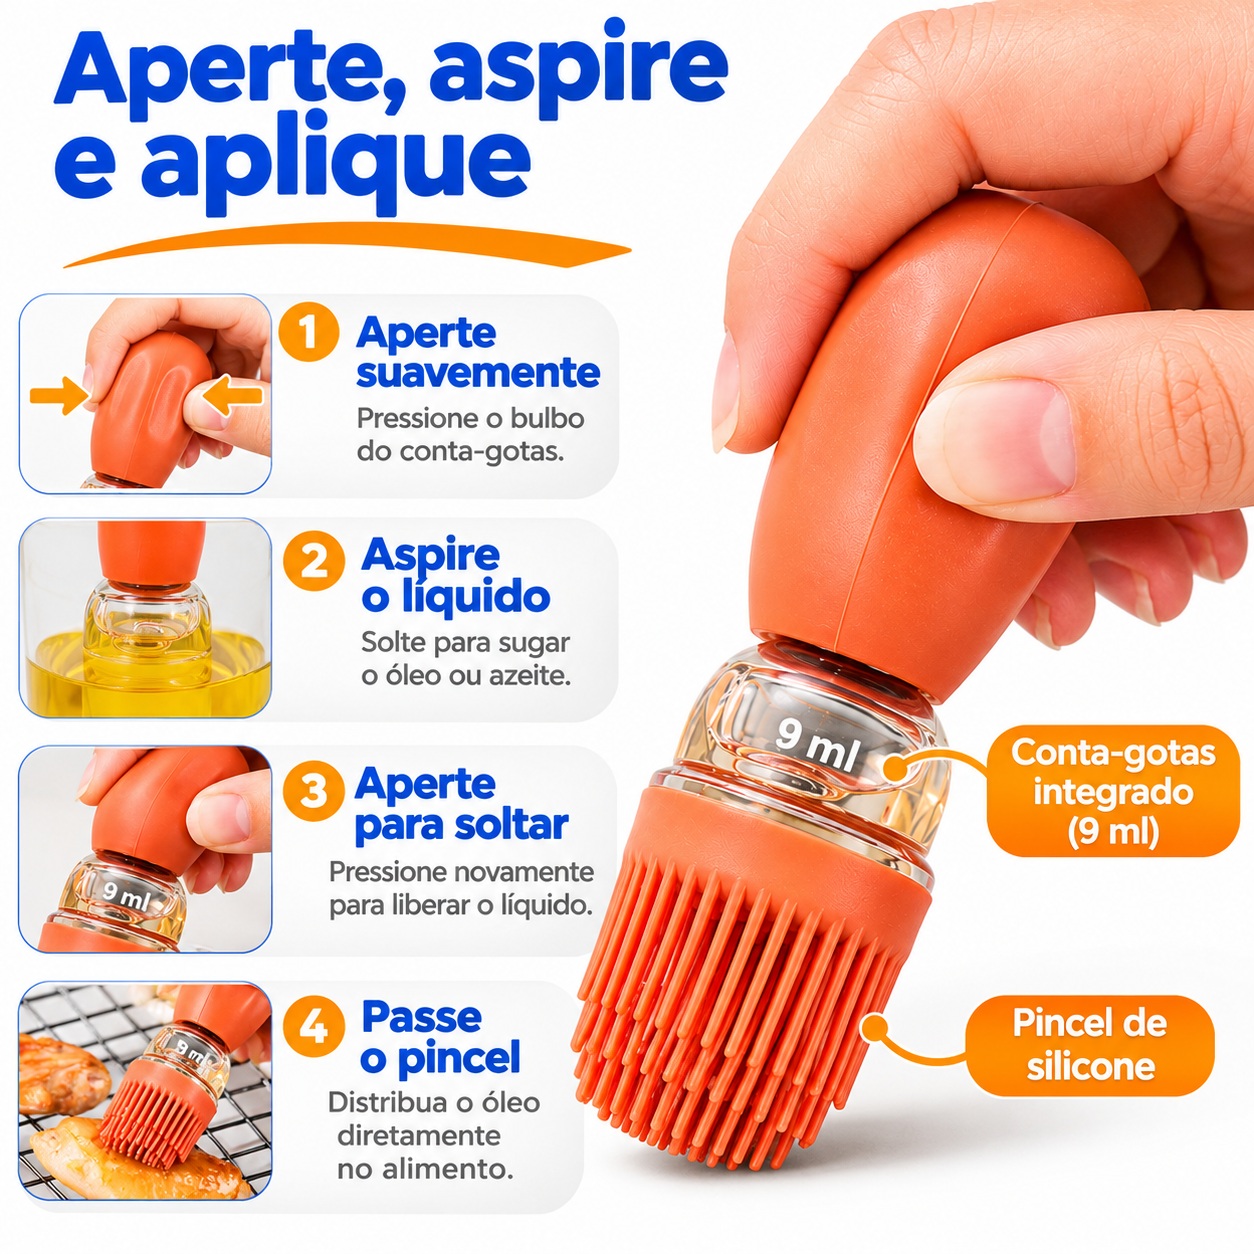 Aperte, aspire
e aplique
1
Aperte
suavemente
Pressione o bulbo
do conta-gotas.
2
Aspire
o líquido
Solte para sugar
o óleo ou azeite.
3
Aperte
para soltar
Pressione novamente
para liberar o líquido.
9 ml
4
Passe
o pincel
Distribua o óleo
diretamente
no alimento.
9 ml
9 ml
Conta-gotas
integrado
(9 ml)
Pincel de
silicone